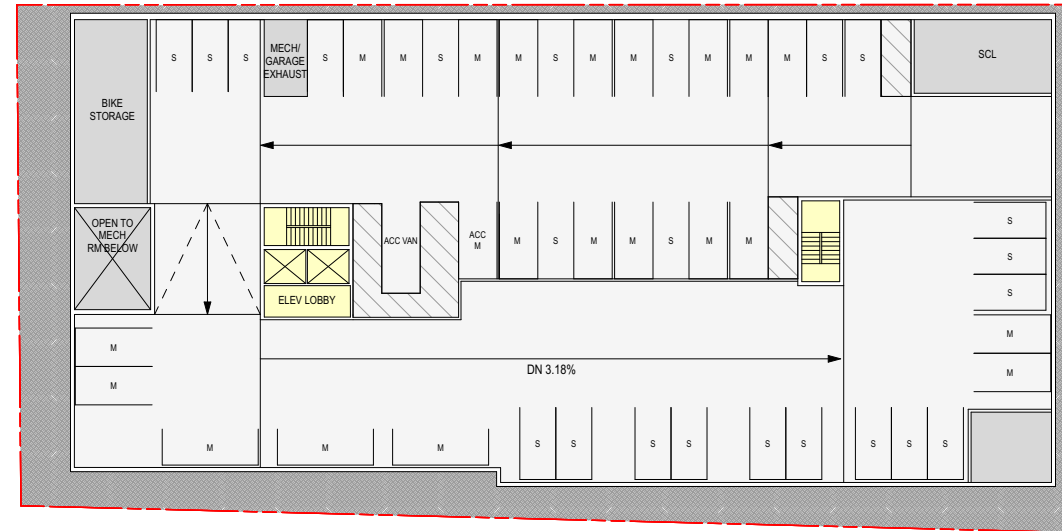 S S S
MECH/
GARAGE
EXHAUST
S M M S M M S M M S M M M S S
SCL
BIKE
STORAGE
OPEN TO
MECH
RM BELOW
ACC VAN
ACC
M
M S M M S M M
ELEV LOBBY
S
S
S
M
M
M
M
DN 3.18%
M M M S S S S S S S S S